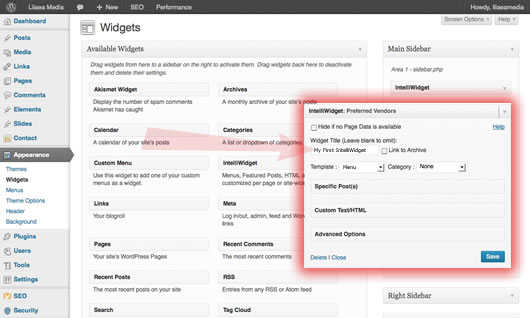 Lilaea Media
New
SEO
Performance
Howdy, lilaeamedia
Screen Options
Help
Dashboard
Posts
Media
Links
Pages
Comments
Elements
Slides
Contact
Appearance
Themes
Widgets
Menus
Theme Options
Header
Background
Plugins
Users
Tools
Settings
SEO
Security
Widgets
Available Widgets
Drag widgets from here to a sidebar on the right to activate them. Drag widgets back here to deactivate
them and delete their settings.
Akismet Widget
Display the number of spam comments
Akismet has caught
Archives
A monthly archive of your site's posts
Calendar
A calendar of your site's posts
Categories
A list or dropdown of categories
Custom Menu
Use this widget to add one of your custom
menus as a widget.
IntelliWidget
Menus, Featured Posts, HTML a
customized per page or site-wid
Links
Your blogroll
Meta
Log in/out, admin, feed and Wor
links
Pages
Your site's WordPress Pages
Recent Comments
The most recent comments
Recent Posts
The most recent posts on your site
RSS
Entries from any RSS or Atom feed
Search
Tag Cloud
Main Sidebar
Area 1 - sidebar.php
IntelliWidget
IntelliWidget: Preferred Vendors
Hide if no Page Data is available
Help
Widget Title (Leave blank to omit):
My First IntelliWidget
Link to Archive
Template : Menu Category : None
Specific Post(s)
Custom Text/HTML
Advanced Options
Delete | Close
Save
Right Sidebar